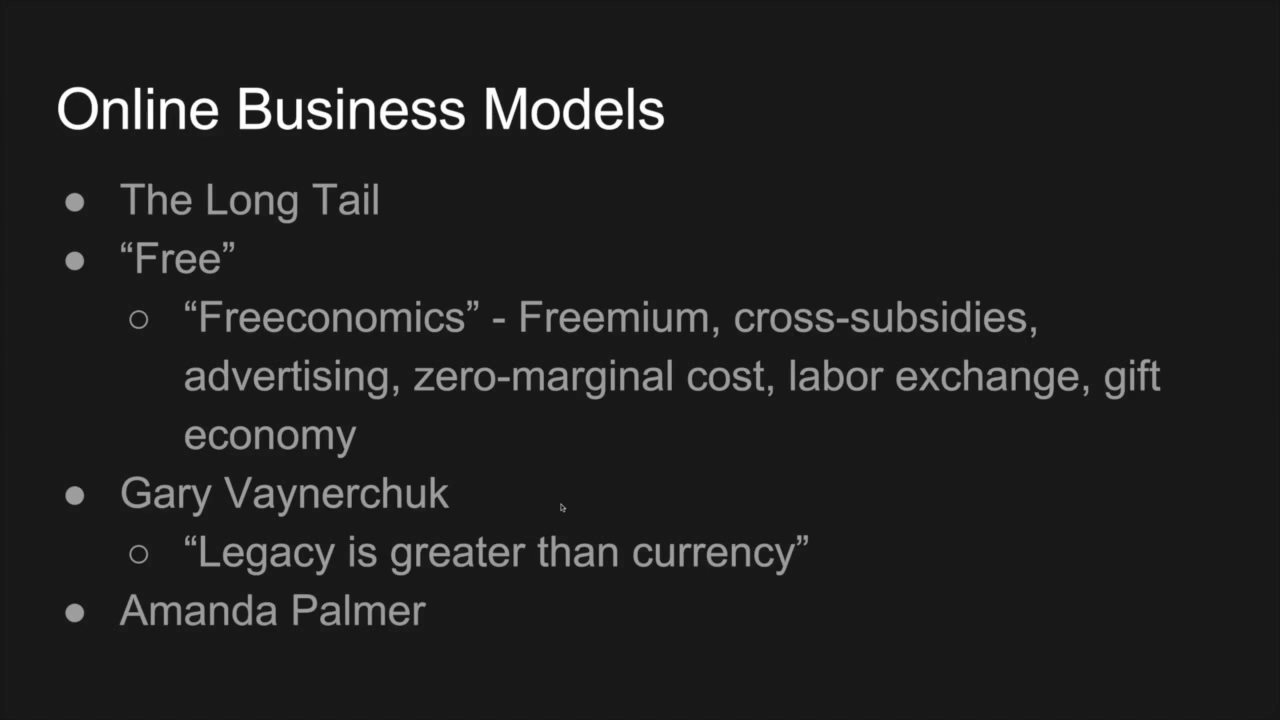 Online Business Models
● The Long Tail
● “Free”
○ “Freeconomics” - Freemium, cross-subsidies,
advertising, zero-marginal cost, labor exchange, gift
economy
● Gary Vaynerchuk
○ “Legacy is greater than currency”
● Amanda Palmer